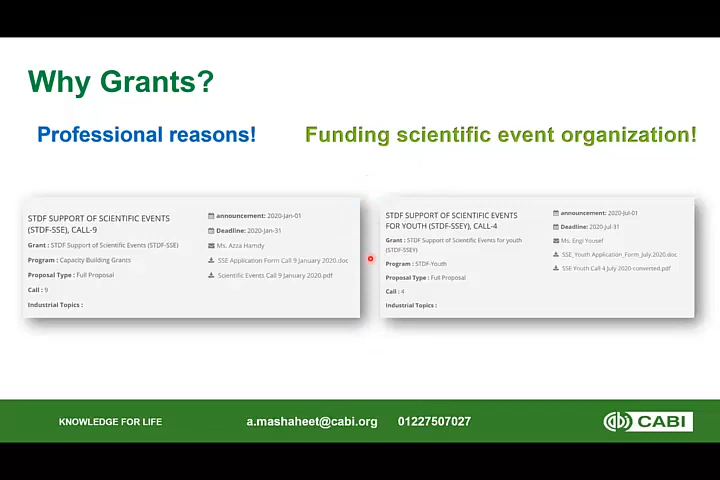 Why Grants?
Professional reasons!
Funding scientific event organization!
STDF SUPPORT OF SCIENTIFIC EVENTS
(STDF-SSE), CALL-9
Grant : STDF Support of Scientific Events (STDF-SSE)
Program : Capacity Building Grants
Proposal Type : Full Proposal
Call : 9
Industrial Topics :
announcement: 2020-Jan-01
Deadline: 2020-Jan-31
Ms. Azza Hamdy
SSE Application Form Call 9 January 2020.doc
Scientific Events Call 9 January 2020.pdf
STDF SUPPORT OF SCIENTIFIC EVENTS
FOR YOUTH (STDF-SSEY), CALL-4
Grant : STDF Support of Scientific Events for youth
(STDF-SSEY)
Program : STDF-Youth
Proposal Type : Full Proposal
Call : 4
Industrial Topics :
announcement: 2020-Jul-01
Deadline: 2020-Jul-31
Ms. Engi Yousef
SSE_Youth Application_Form_July.2020.doc
SSE Youth Call 4 July 2020-converted.pdf
KNOWLEDGE FOR LIFE
a.mashaheet@cabi.org
01227507027
CABI